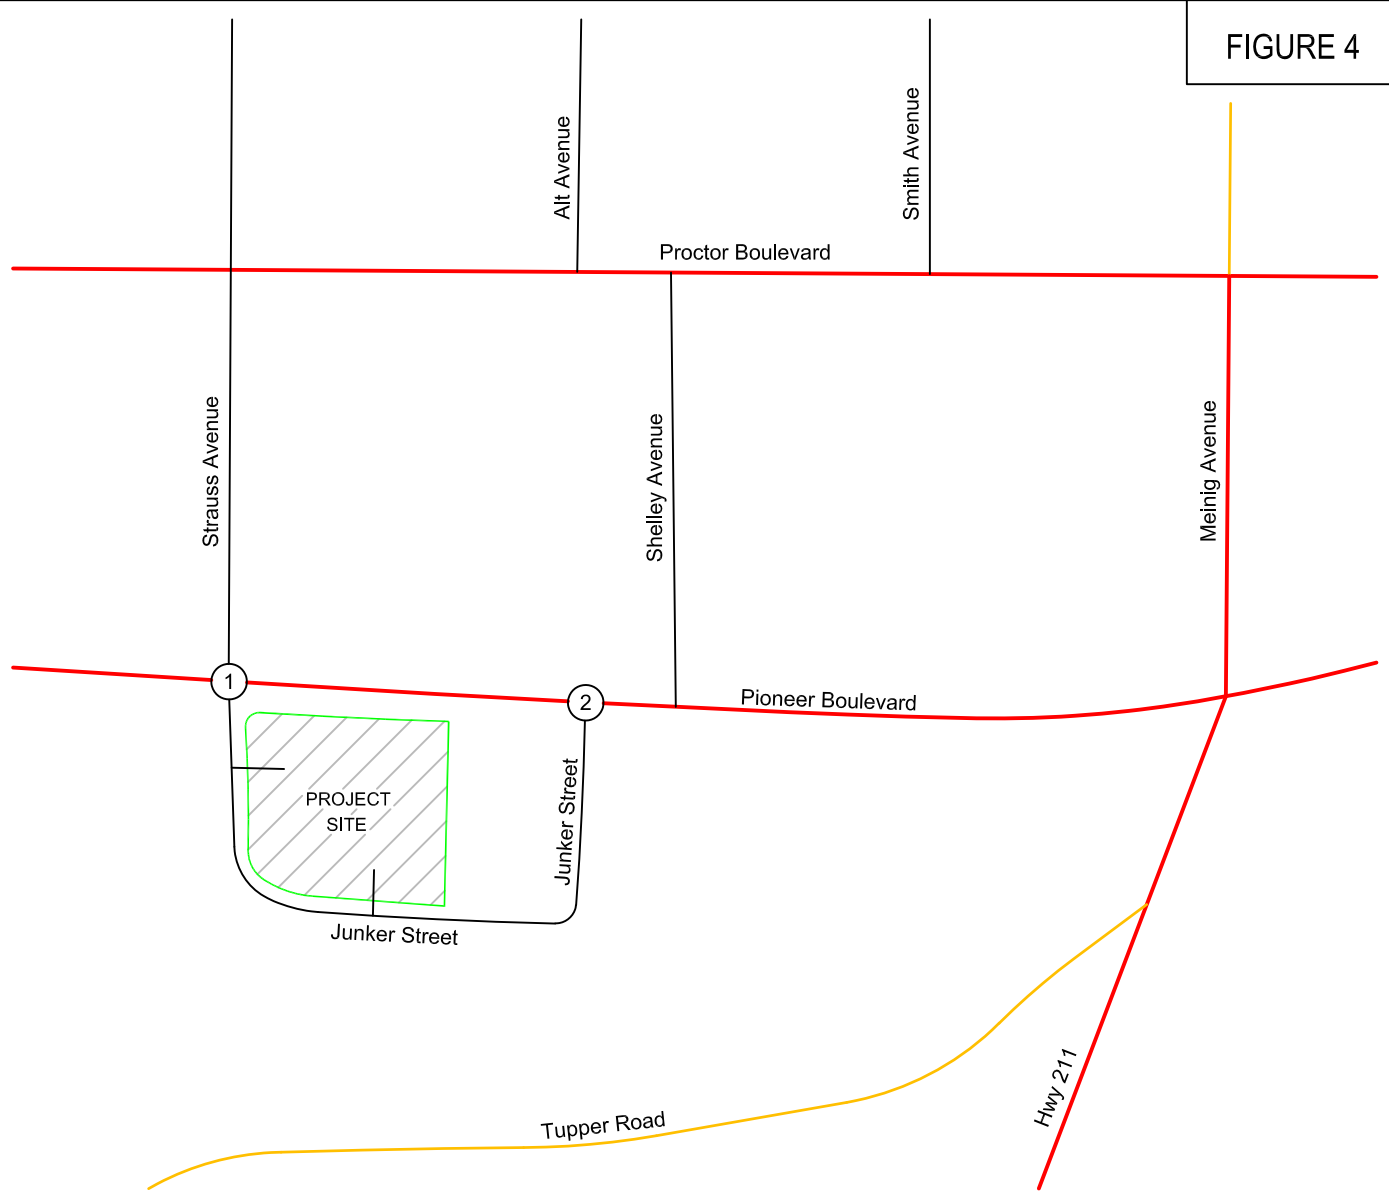 FIGURE 4
Alt Avenue
Smith Avenue
Proctor Boulevard
Strauss Avenue
Shelley Avenue
Meinig Avenue
1
2
Pioneer Boulevard
PROJECT
SITE
Junker Street
Junker Street
Hwy 211
Tupper Road